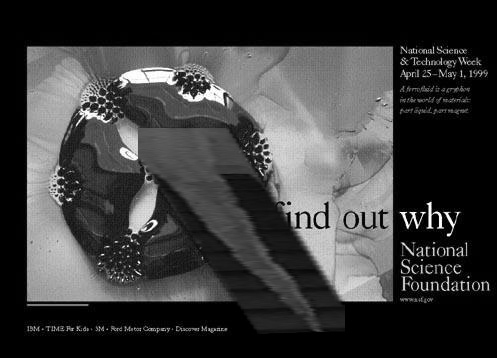 National Science
& Technology Week
April 25–May 1, 1999
A ferrofluid is a gryphon
in the world of materials:
part liquid, part magnet.
find out why
National
Science
Foundation
www.nsf.gov
IBM • TIME For Kids • 3M • Ford Motor Company • Discover Magazine